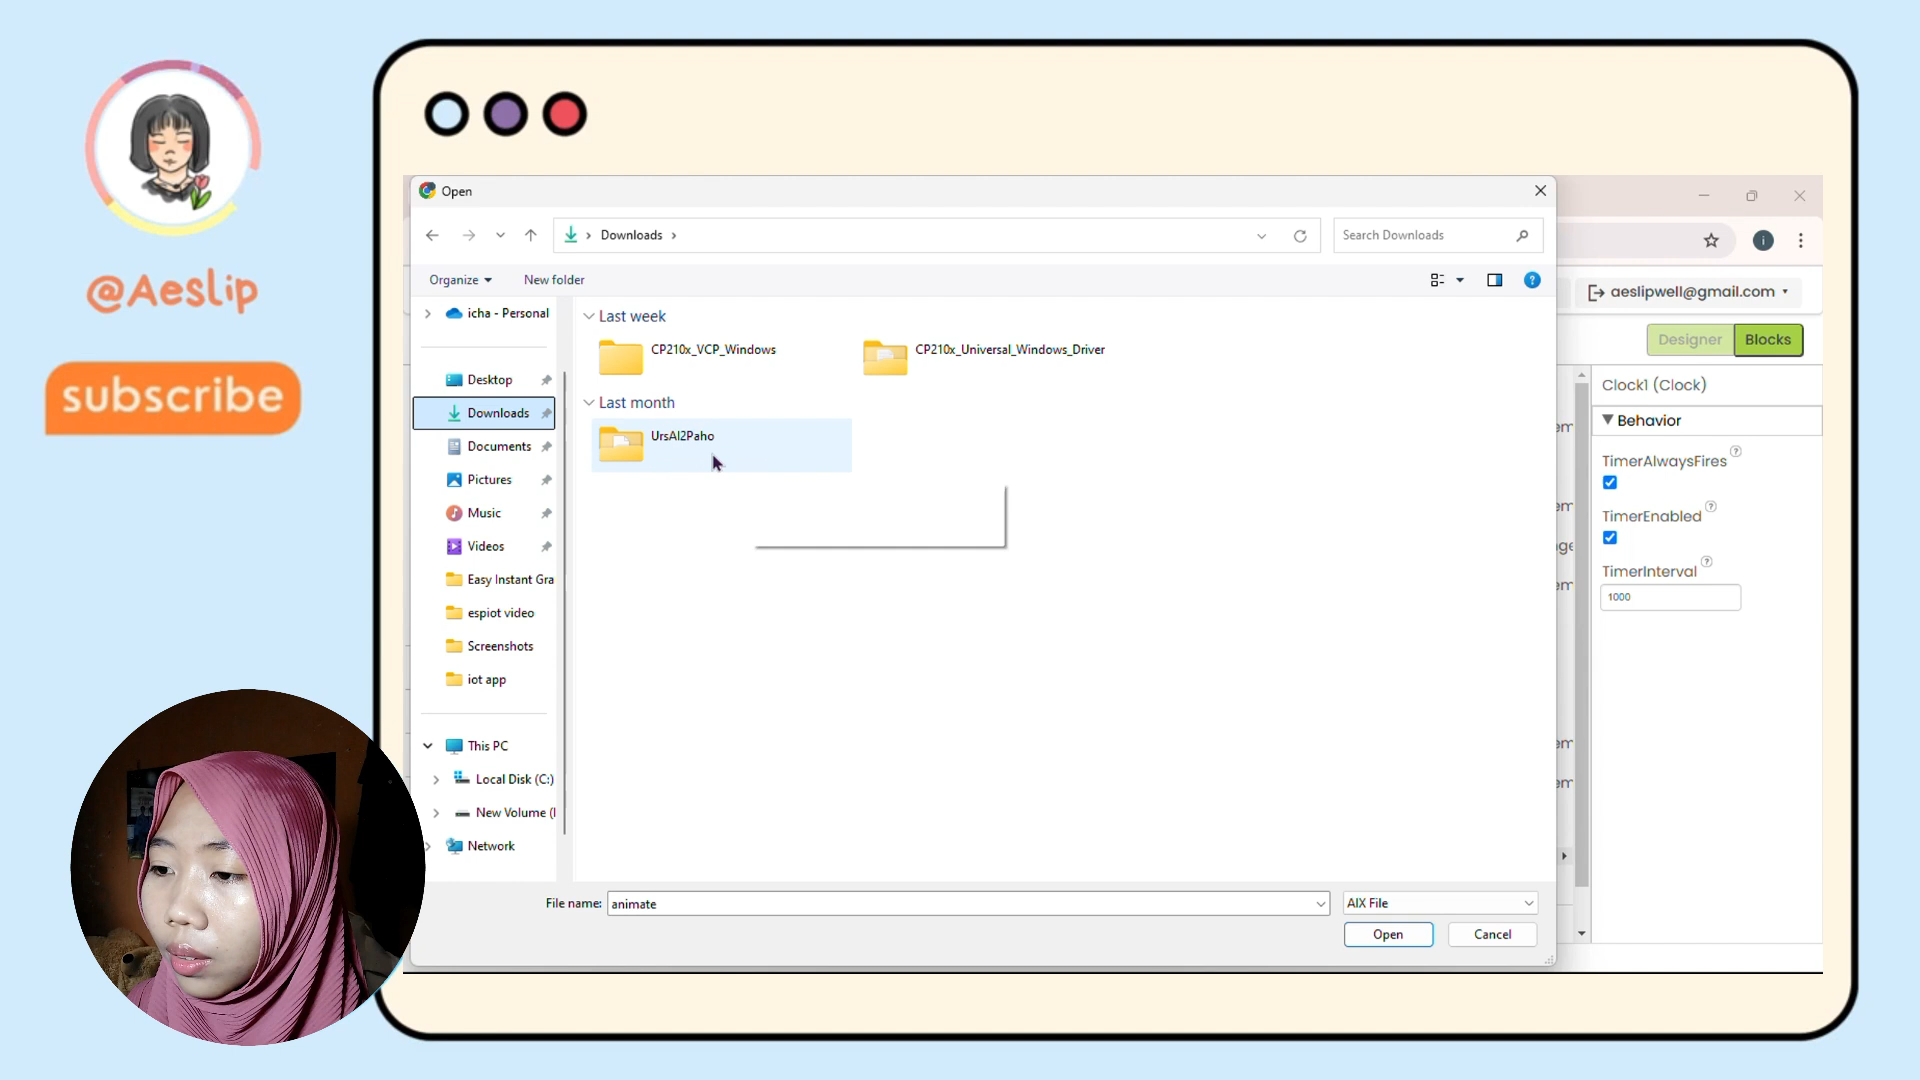 @Aeslip
subscribe
Open
Downloads
Search Downloads
Organize
New folder
icha - Personal
Desktop
Downloads
Documents
Pictures
Music
Videos
Easy Instant Gra
espiot video
Screenshots
iot app
This PC
Local Disk (C:)
New Volume (
Network
Last week
CP210x_VCP_Windows
CP210x_Universal_Windows_Driver
Last month
UrsAI2Paho
File name:
animate
AIX File
Open
Cancel
i
aeslipwell@gmail.com
Designer
Blocks
Clock1 (Clock)
Behavior
TimerAlwaysFires
?
TimerEnabled
?
TimerInterval
?
1000